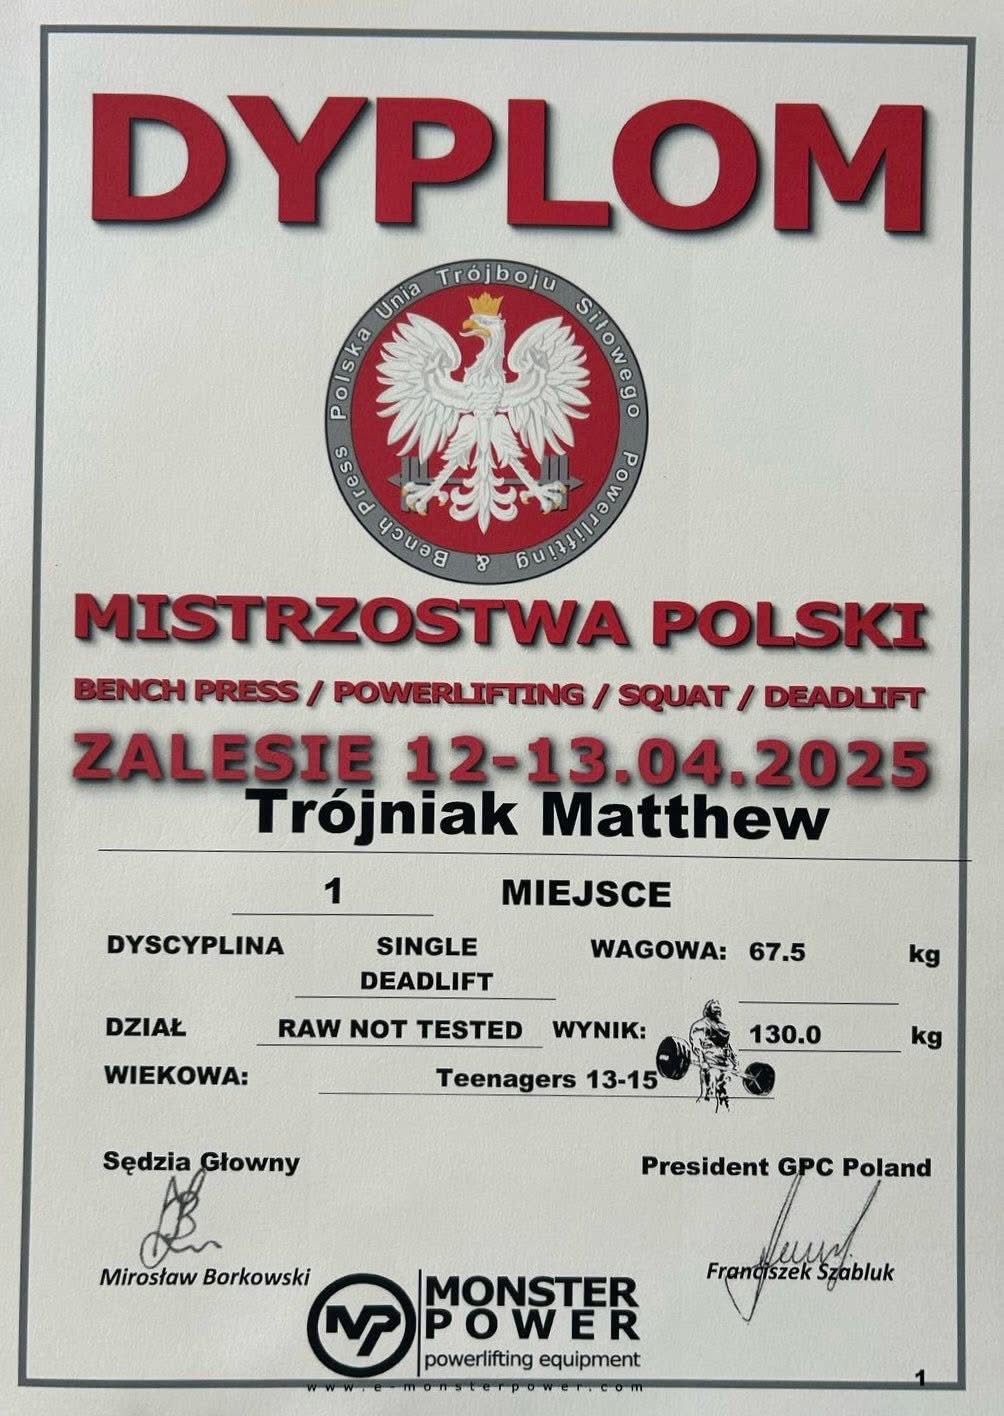 DYPLOM
Polska Unia Trójboju Siłowego Powerlifting & Bench Press
MISTRZOSTWA POLSKI
BENCH PRESS / POWERLIFTING / SQUAT / DEADLIFT
ZALESIE 12-13.04.2025
Trójniak Matthew
1 MIEJSCE
DYSCYPLINA SINGLE DEADLIFT WAGOWA: 67.5 kg
DZIAŁ RAW NOT TESTED WYNIK: 130.0 kg
WIEKOWA: Teenagers 13-15
Sędzia Głowny President GPC Poland
Mirosław Borkowski Franciszek Szabluk
MP MONSTER
POWER
powerlifting equipment
www.e-monsterpower.com
1